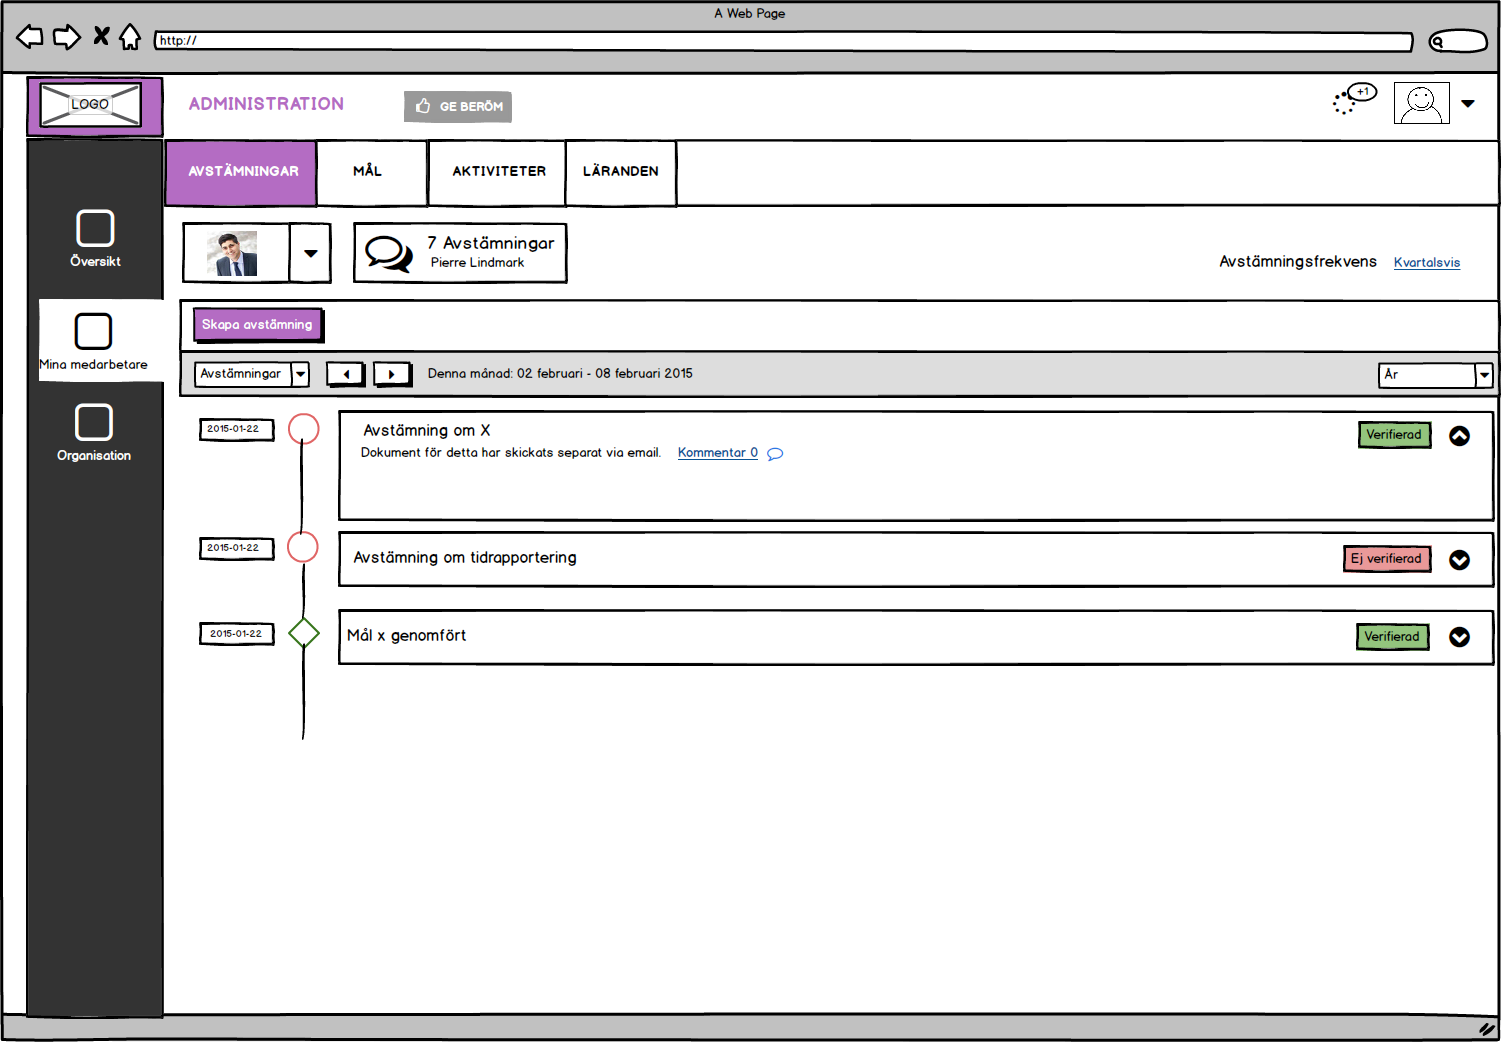 A Web Page
http://
LOGO
ADMINISTRATION
GE BERÖM
+1
AVSTÄMNINGAR
MÅL
AKTIVITETER
LÄRANDEN
Översikt
Mina medarbetare
Organisation
7 Avstämningar
Pierre Lindmark
Avstämningsfrekvens Kvartalsvis
Skapa avstämning
Avstämningar
Denna månad: 02 februari - 08 februari 2015
År
2015-01-22
Avstämning om X
Verifierad
Dokument för detta har skickats separat via email. Kommentar 0
2015-01-22
Avstämning om tidrapportering
Ej verifierad
2015-01-22
Mål x genomfört
Verifierad